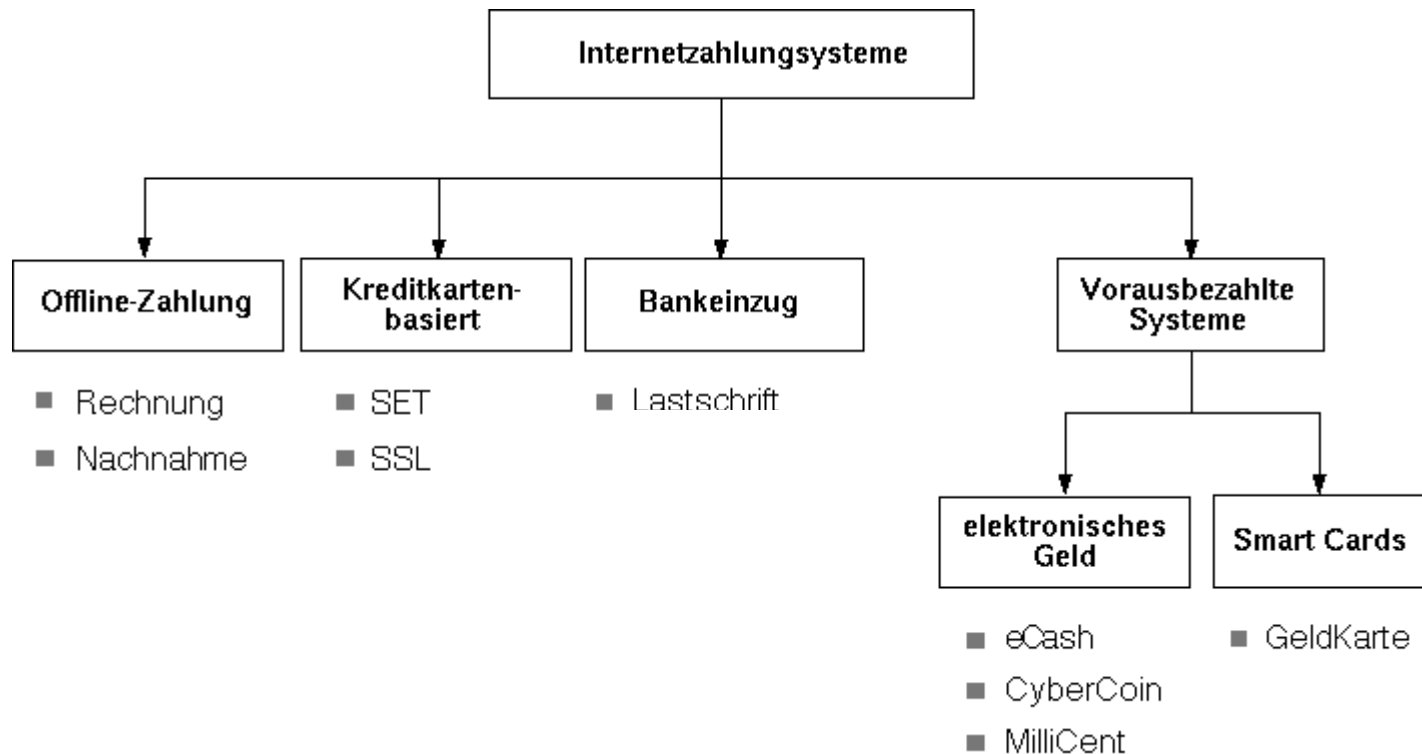 Internetzahlungsysteme
Offline-Zahlung
Kreditkarten-
basiert
Bankeinzug
Vorausbezahlte
Systeme
Rechnung
Nachnahme
SET
SSL
Lastschrift
elektronisches
Geld
Smart Cards
eCash
CyberCoin
MilliCent
GeldKarte